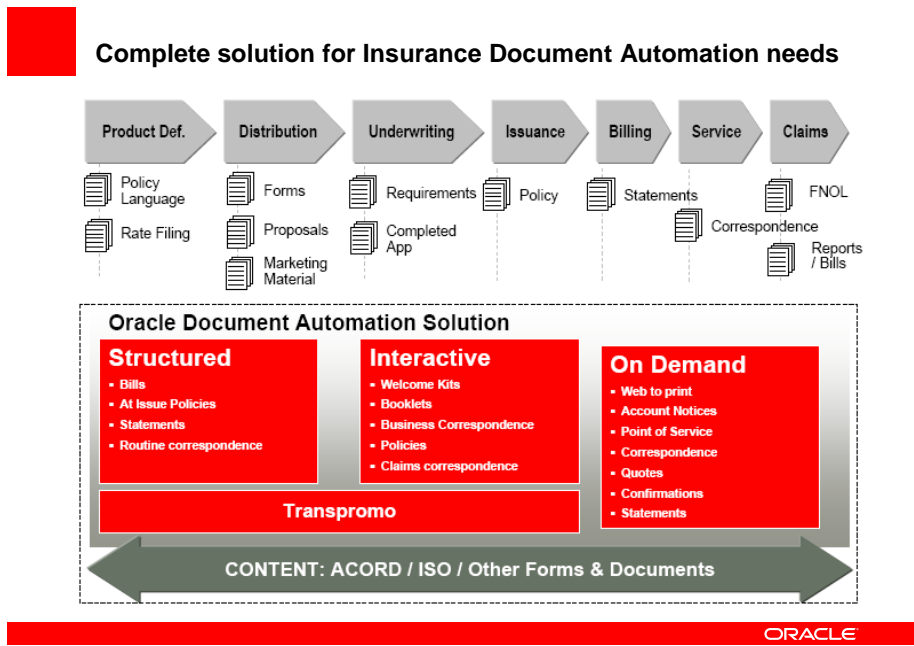 Complete solution for Insurance Document Automation needs
Product Def.
Distribution
Underwriting
Issuance
Billing
Service
Claims
Policy
Language
Rate Filing
Forms
Proposals
Marketing
Material
Requirements
Completed
App
Policy
Statements
Correspondence
FNOL
Reports
/ Bills
Oracle Document Automation Solution
Structured
▪ Bills
▪ At Issue Policies
▪ Statements
▪ Routine correspondence
Interactive
▪ Welcome Kits
▪ Booklets
▪ Business Correspondence
▪ Policies
▪ Claims correspondence
On Demand
▪ Web to print
▪ Account Notices
▪ Point of Service
▪ Correspondence
▪ Quotes
▪ Confirmations
▪ Statements
Transpromo
CONTENT: ACORD / ISO / Other Forms & Documents
ORACLE